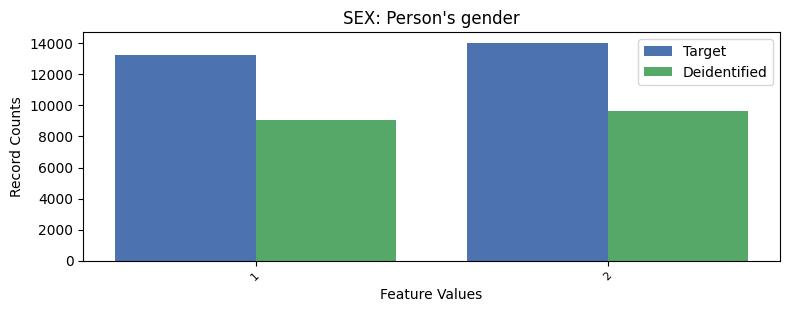 SEX: Person's gender
Target
Deidentified
Record Counts
14000
12000
10000
8000
6000
4000
2000
0
1
2
Feature Values